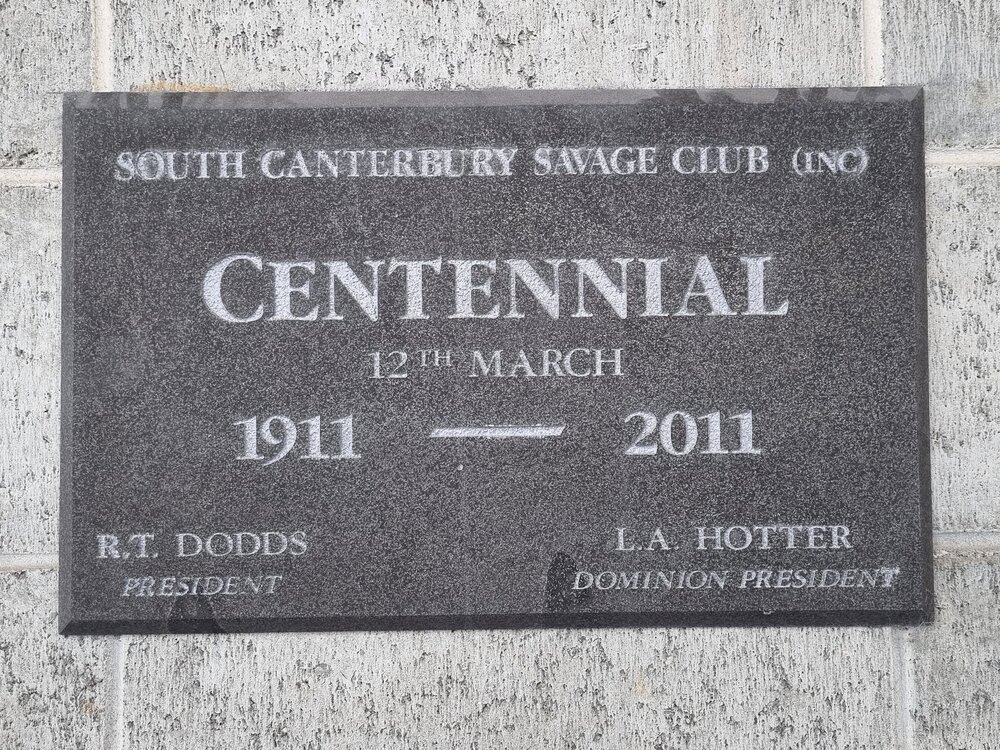 SOUTH CANTERBURY SAVAGE CLUB (INC)
CENTENNIAL
12TH MARCH
1911 — 2011
R.T. DODDS L.A. HOTTER
PRESIDENT DOMINION PRESIDENT